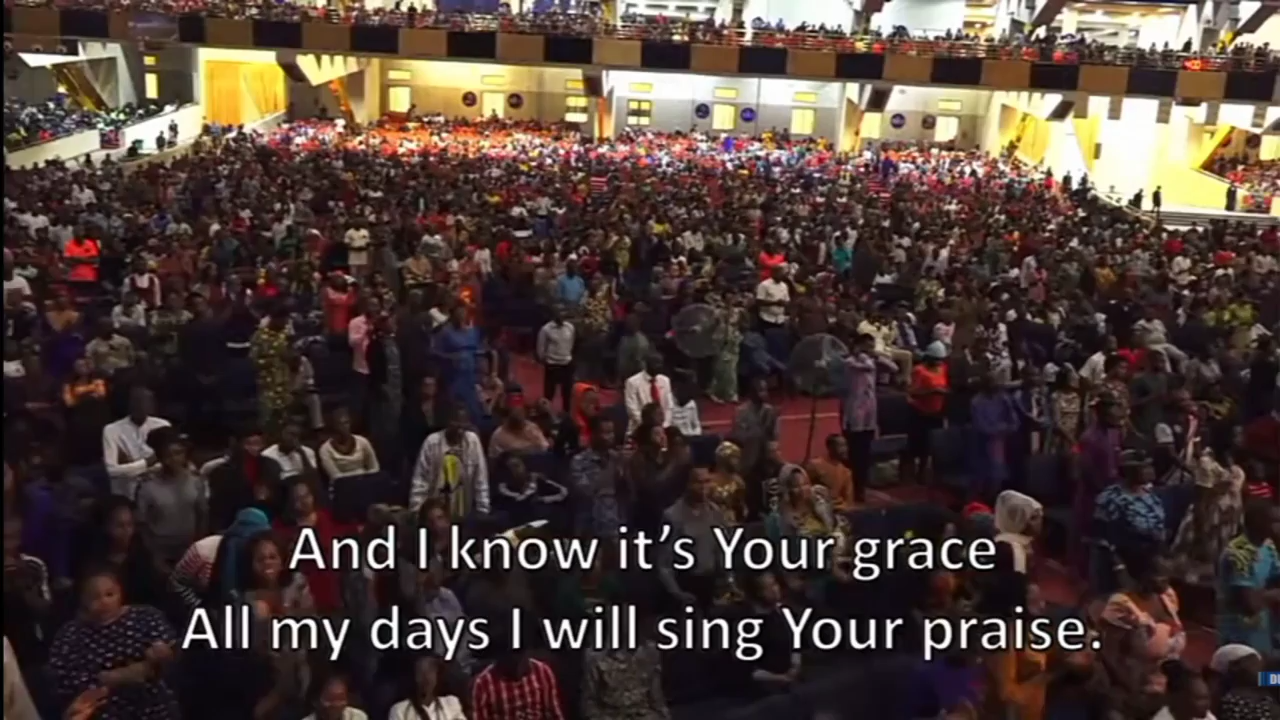 And I know it’s Your grace
All my days I will sing Your praise.